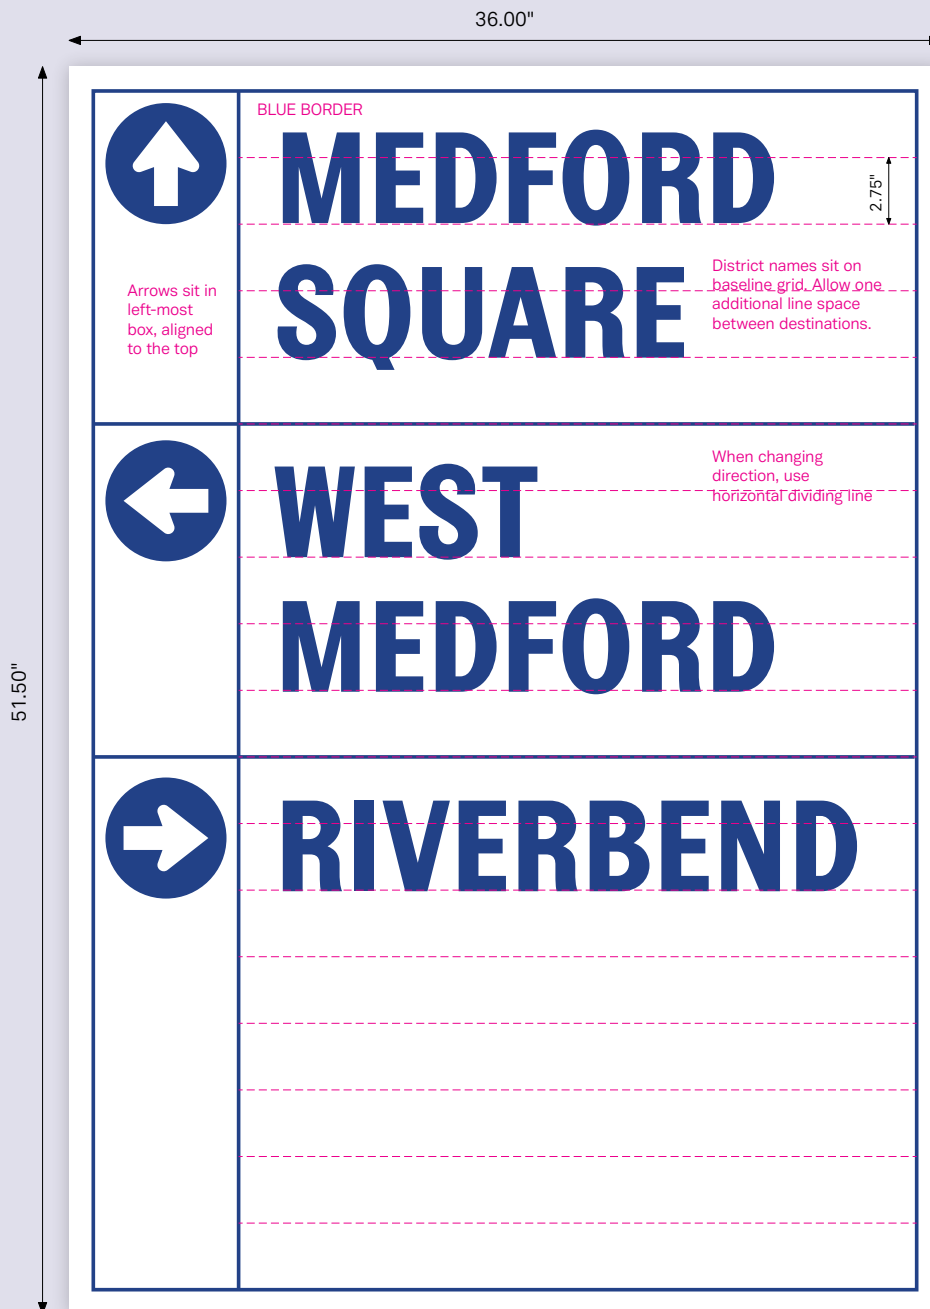 36.00"
BLUE BORDER
MEDFORD
2.75"
SQUARE
District names sit on
baseline grid. Allow one
additional line space
between destinations.
Arrows sit in
left-most
box, aligned
to the top
When changing
direction, use
horizontal dividing line
WEST
MEDFORD
51.50"
RIVERBEND